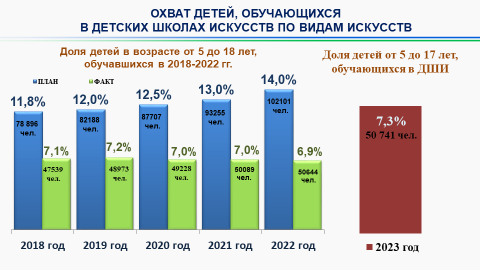 ОХВАТ ДЕТЕЙ, ОБУЧАЮЩИХСЯ
В ДЕТСКИХ ШКОЛАХ ИСКУССТВ ПО ВИДАМ ИСКУССТВ
Доля детей в возрасте от 5 до 18 лет,
обучавшихся в 2018-2022 гг.
ПЛАН
ФАКТ
11,8%
78 896
чел.
7,1%
47539
чел.
12,0%
82188
чел.
7,2%
48973
чел.
12,5%
87707
чел.
7,0%
49228
чел.
13,0%
93255
чел.
7,0%
50089
чел.
14,0%
102101
чел.
6,9%
50644
чел.
2018 год
2019 год
2020 год
2021 год
2022 год
Доля детей от 5 до 17 лет,
обучающихся в ДШИ
7,3%
50 741 чел.
2023 год